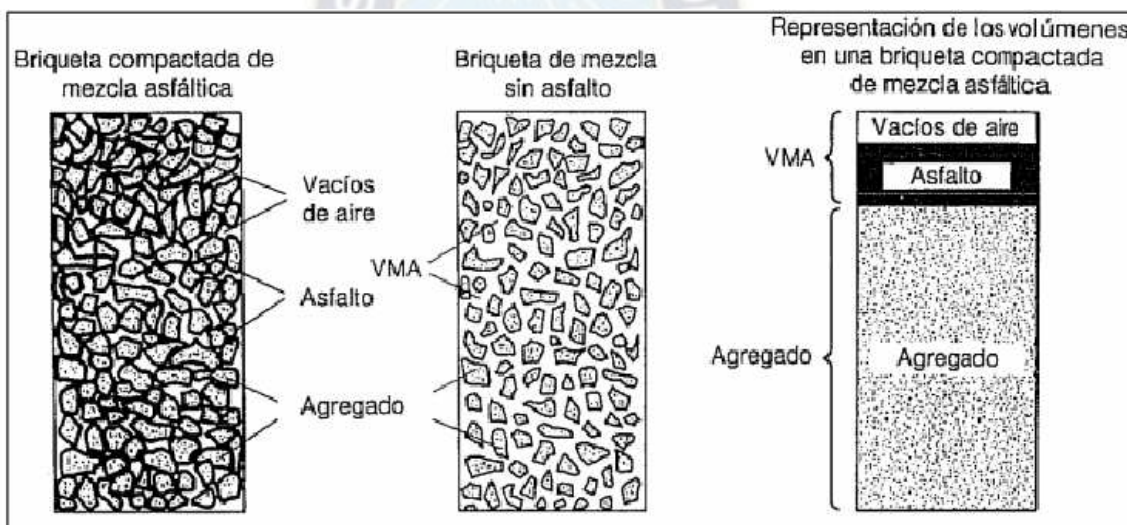 Briqueta compactada de
mezcla asfáltica
Vacíos
de aire
Asfalto
Agregado
Briqueta de mezcla
sin asfalto
VMA
Representación de los volúmenes
en una briqueta compactada
de mezcla asfáltica
VMA
Vacíos de aire
Asfalto
Agregado
Agregado